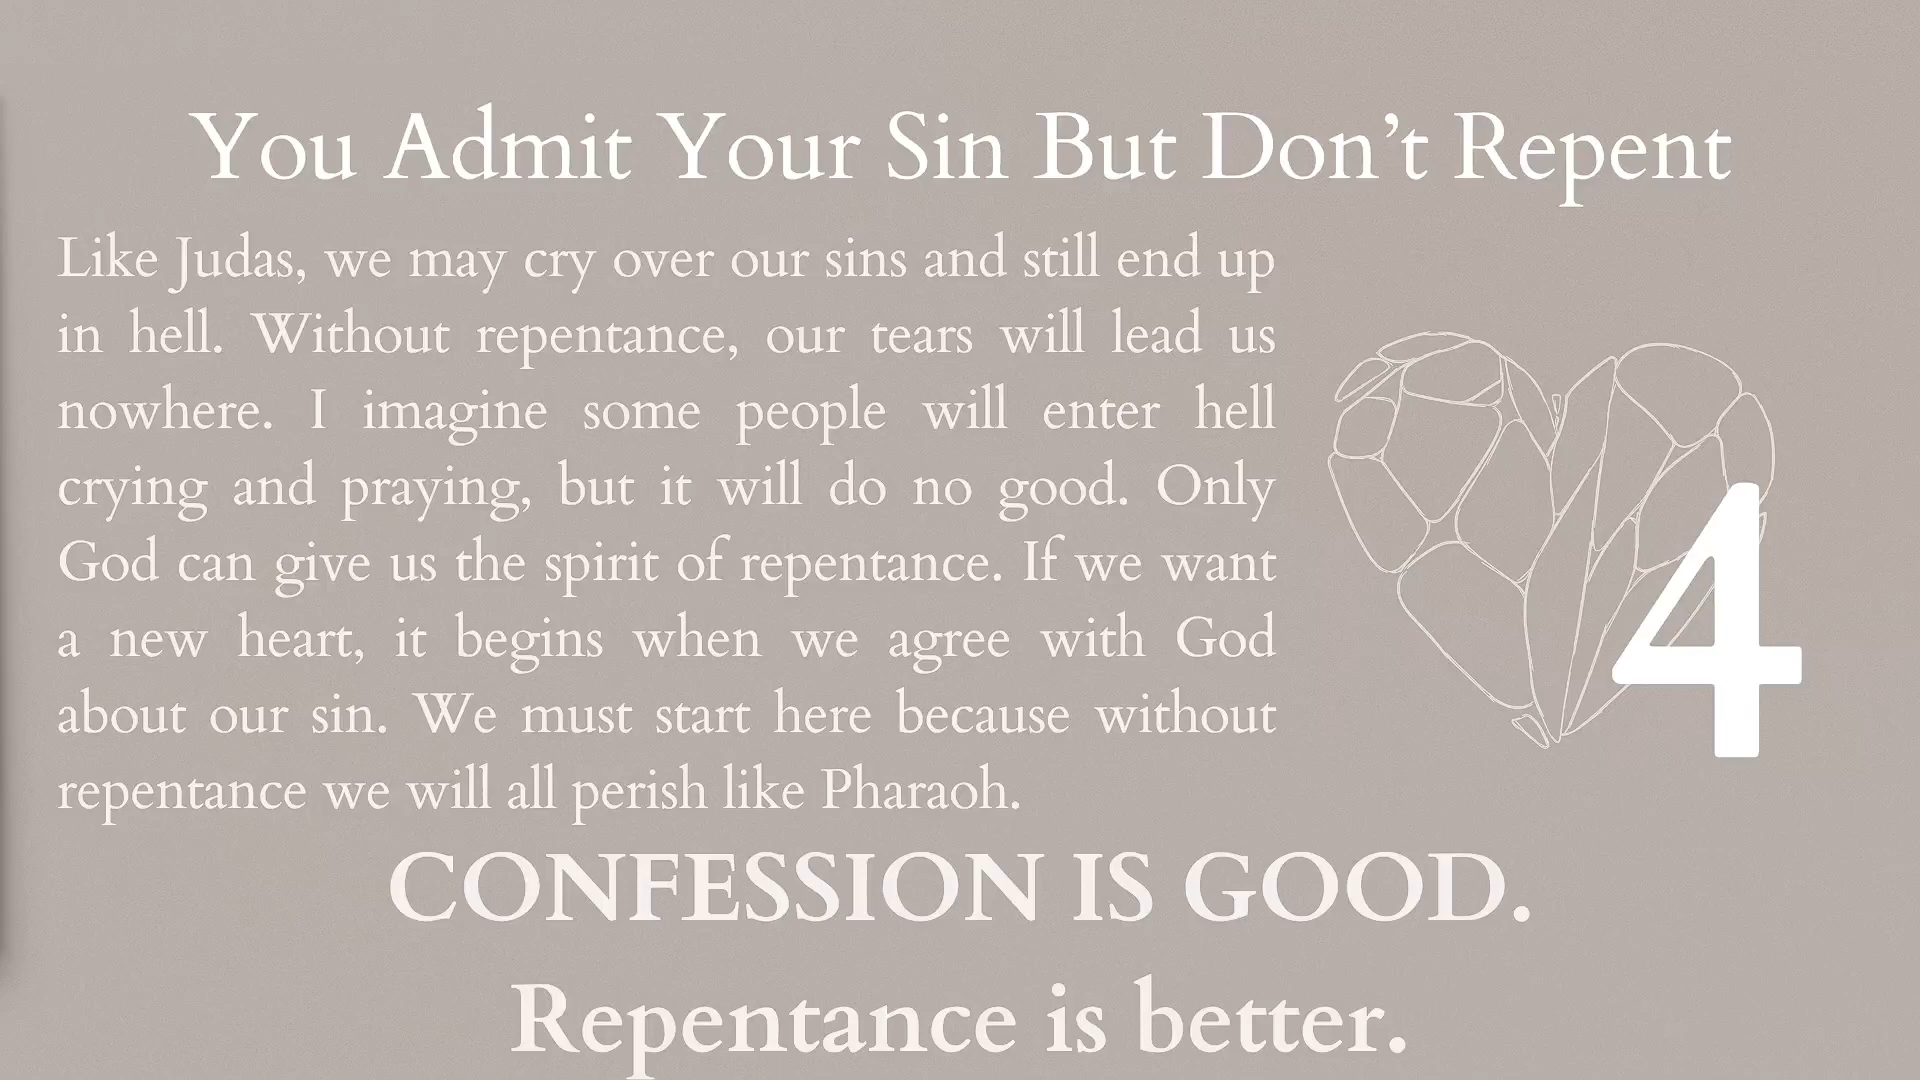 You Admit Your Sin But Don’t Repent
Like Judas, we may cry over our sins and still end up
in hell. Without repentance, our tears will lead us
nowhere. I imagine some people will enter hell
crying and praying, but it will do no good. Only
God can give us the spirit of repentance. If we want
a new heart, it begins when we agree with God
about our sin. We must start here because without
repentance we will all perish like Pharaoh.
4
CONFESSION IS GOOD.
Repentance is better.